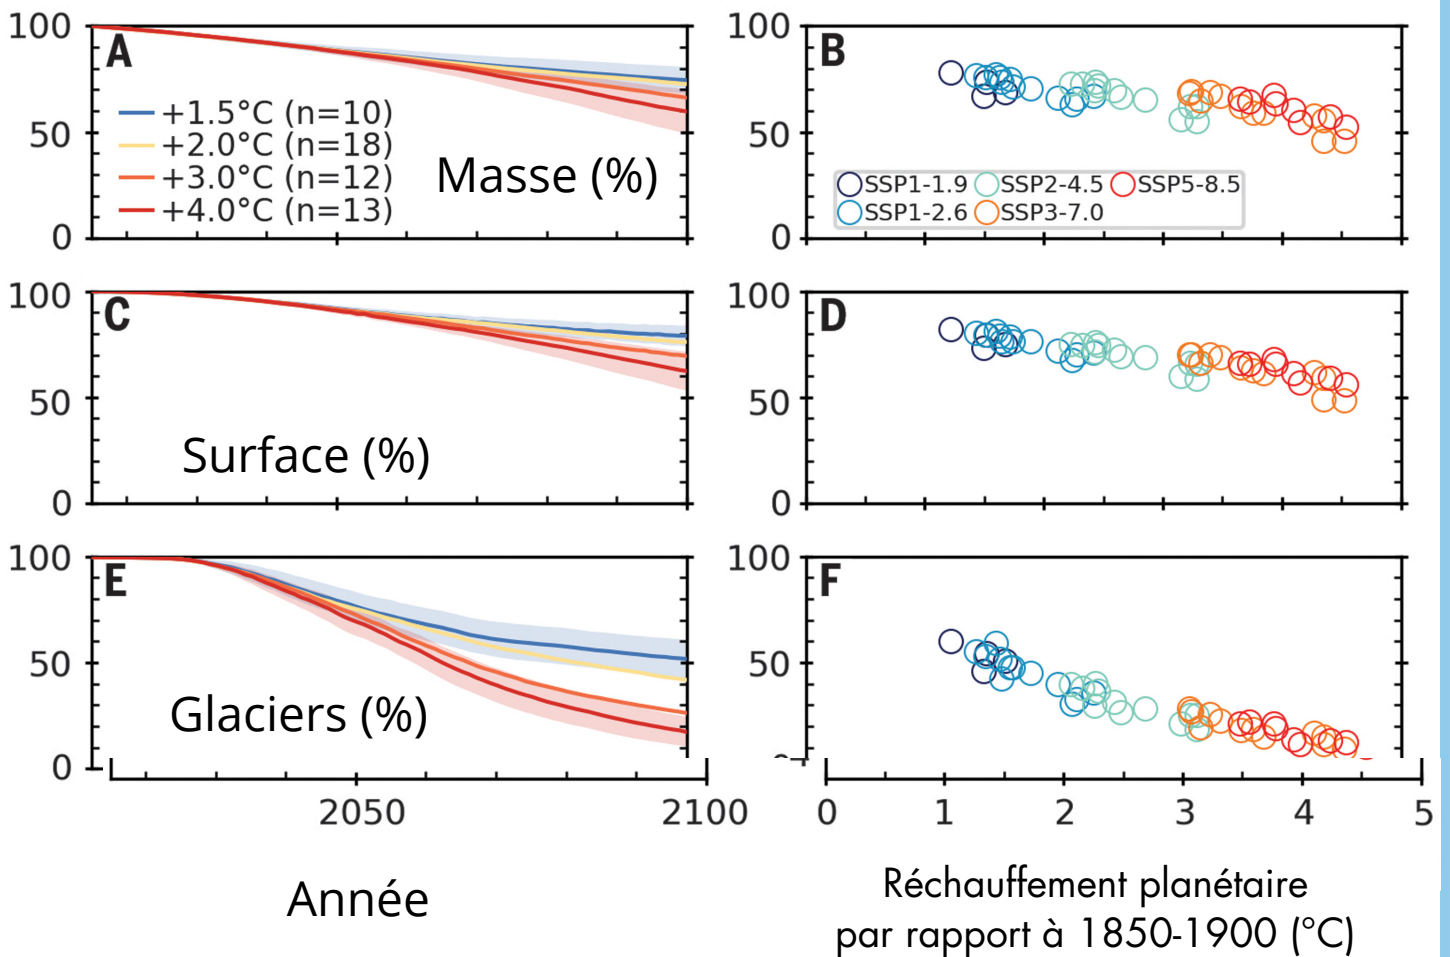 100
A
+1.5°C (n=10)
+2.0°C (n=18)
50
+3.0°C (n=12)
Masse (%)
+4.0°C (n=13)
0
100
B
50
SSP1-1.9 SSP2-4.5 SSP5-8.5
SSP1-2.6 SSP3-7.0
0
100
C
50
Surface (%)
0
100
D
50
0
100
E
50
Glaciers (%)
0
2050 2100
Année
100
F
50
0 1 2 3 4 5
Réchauffement planétaire
par rapport à 1850-1900 (°C)